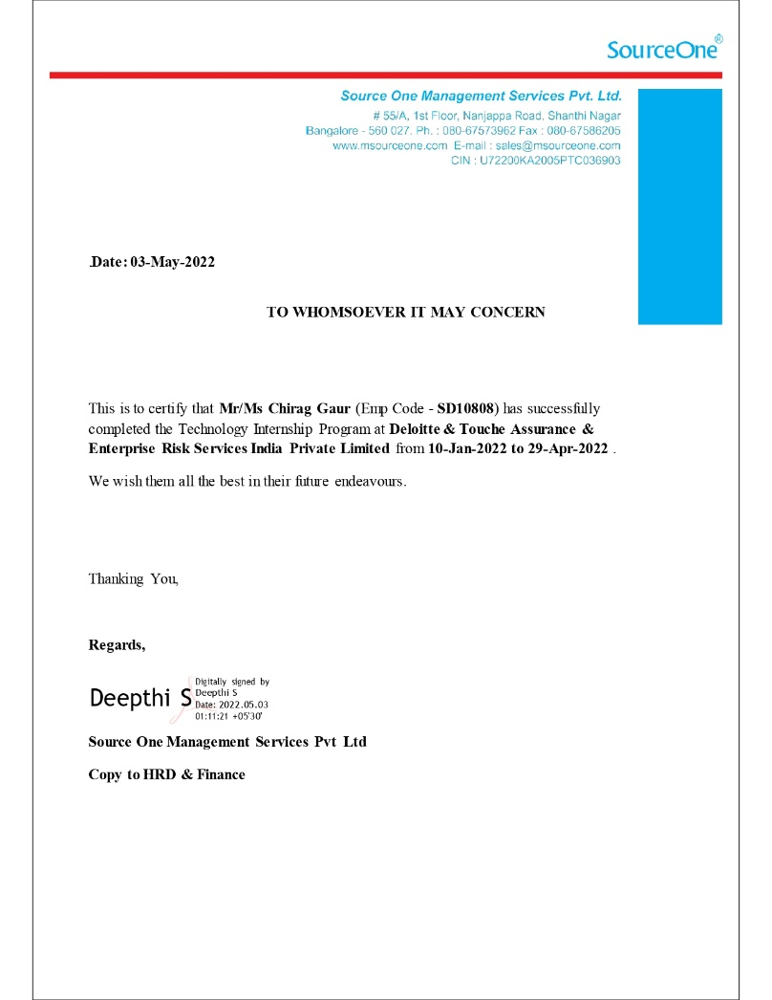 SourceOne®
Source One Management Services Pvt. Ltd.
# 55/A, 1st Floor, Nanjappa Road, Shanthi Nagar
Bangalore - 560 027. Ph. : 080-67573962 Fax : 080-67586205
www.msourceone.com E-mail : sales@msourceone.com
CIN : U72200KA2005PTC036903
.Date: 03-May-2022
TO WHOMSOEVER IT MAY CONCERN
This is to certify that Mr/Ms Chirag Gaur (Emp Code - SD10808) has successfully
completed the Technology Internship Program at Deloitte & Touche Assurance &
Enterprise Risk Services India Private Limited from 10-Jan-2022 to 29-Apr-2022 .
We wish them all the best in their future endeavours.
Thanking You,
Regards,
Deepthi S
Digitally signed by
Deepthi S
Date: 2022.05.03
01:11:21 +05'30'
Source One Management Services Pvt Ltd
Copy to HRD & Finance